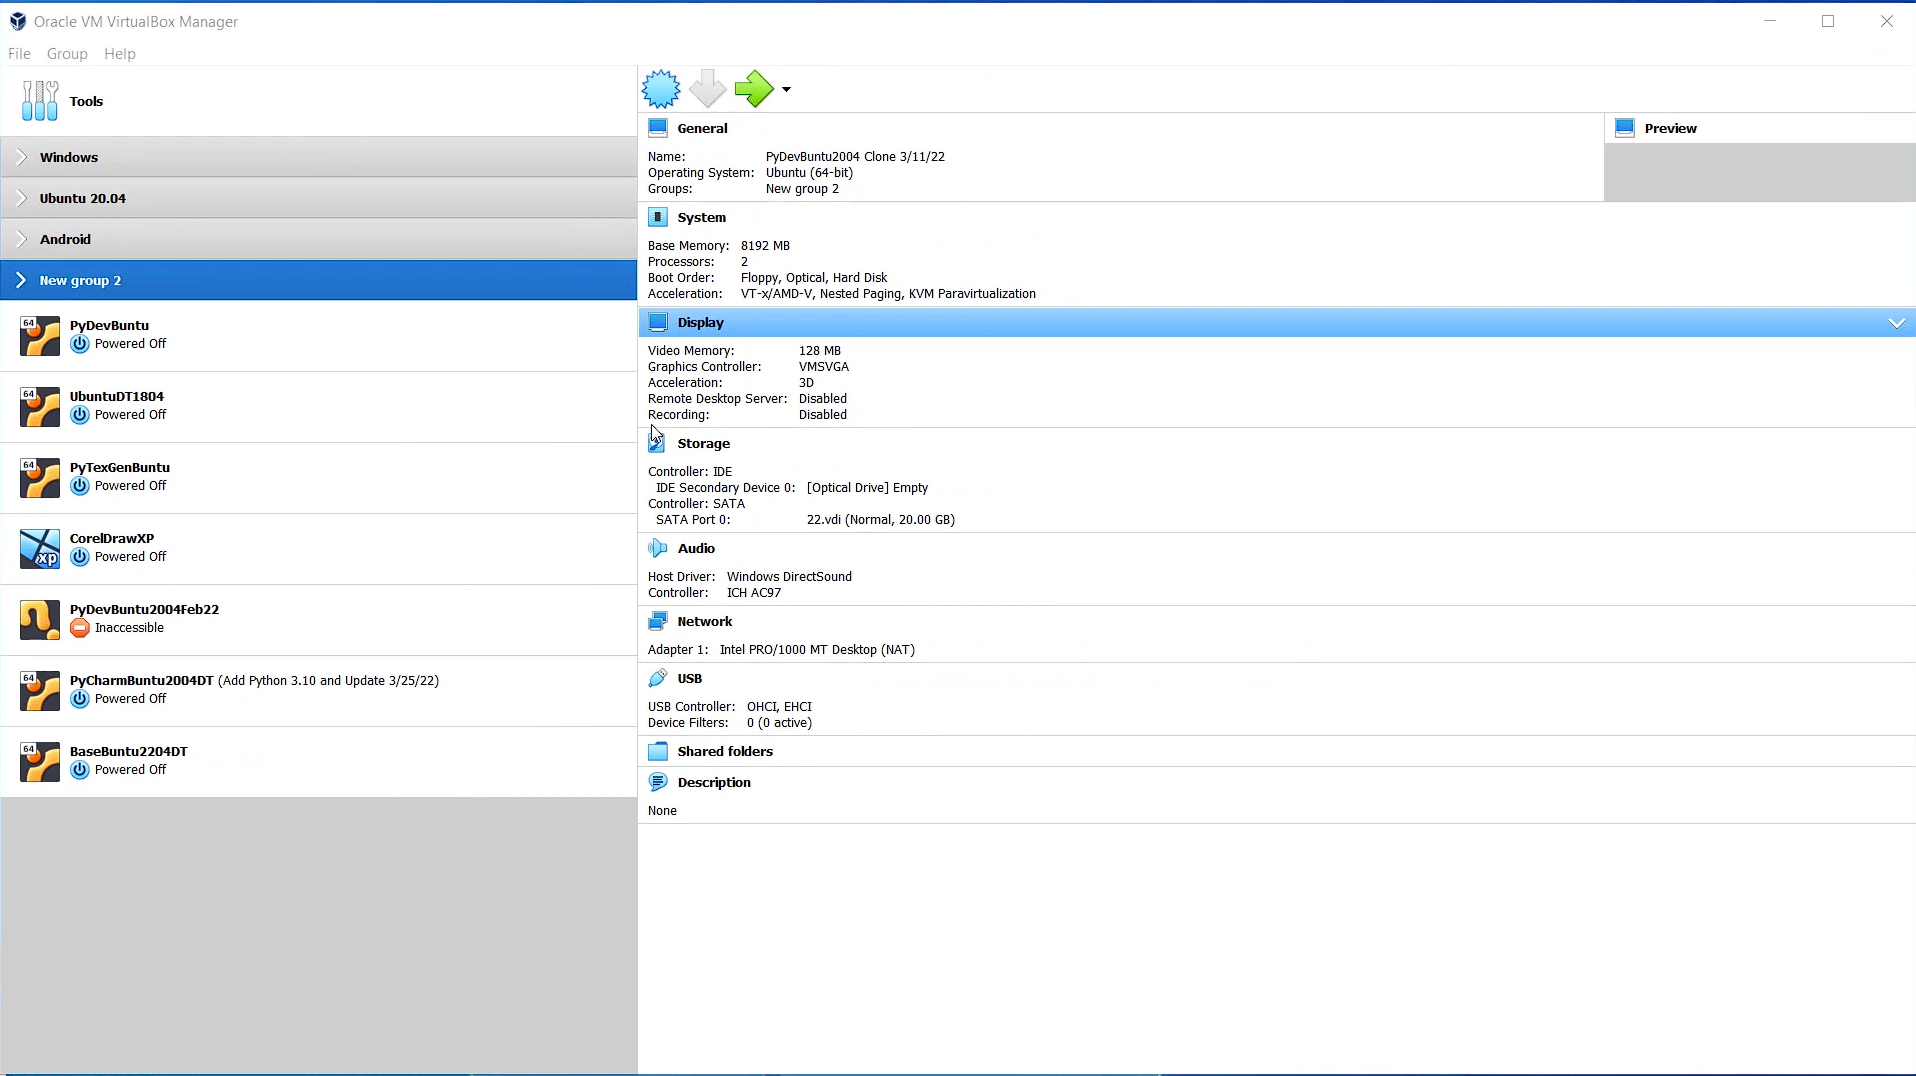 Oracle VM VirtualBox Manager
File Group Help
Tools
Windows
Ubuntu 20.04
Android
New group 2
64
PyDevBuntu
Powered Off
64
UbuntuDT1804
Powered Off
64
PyTexGenBuntu
Powered Off
xp
CorelDrawXP
Powered Off
PyDevBuntu2004Feb22
Inaccessible
64
PyCharmBuntu2004DT (Add Python 3.10 and Update 3/25/22)
Powered Off
64
BaseBuntu2204DT
Powered Off
General
Name: PyDevBuntu2004 Clone 3/11/22
Operating System: Ubuntu (64-bit)
Groups: New group 2
Preview
System
Base Memory: 8192 MB
Processors: 2
Boot Order: Floppy, Optical, Hard Disk
Acceleration: VT-x/AMD-V, Nested Paging, KVM Paravirtualization
Display
Video Memory: 128 MB
Graphics Controller: VMSVGA
Acceleration: 3D
Remote Desktop Server: Disabled
Recording: Disabled
Storage
Controller: IDE
IDE Secondary Device 0: [Optical Drive] Empty
Controller: SATA
SATA Port 0: 22.vdi (Normal, 20.00 GB)
Audio
Host Driver: Windows DirectSound
Controller: ICH AC97
Network
Adapter 1: Intel PRO/1000 MT Desktop (NAT)
USB
USB Controller: OHCI, EHCI
Device Filters: 0 (0 active)
Shared folders
Description
None